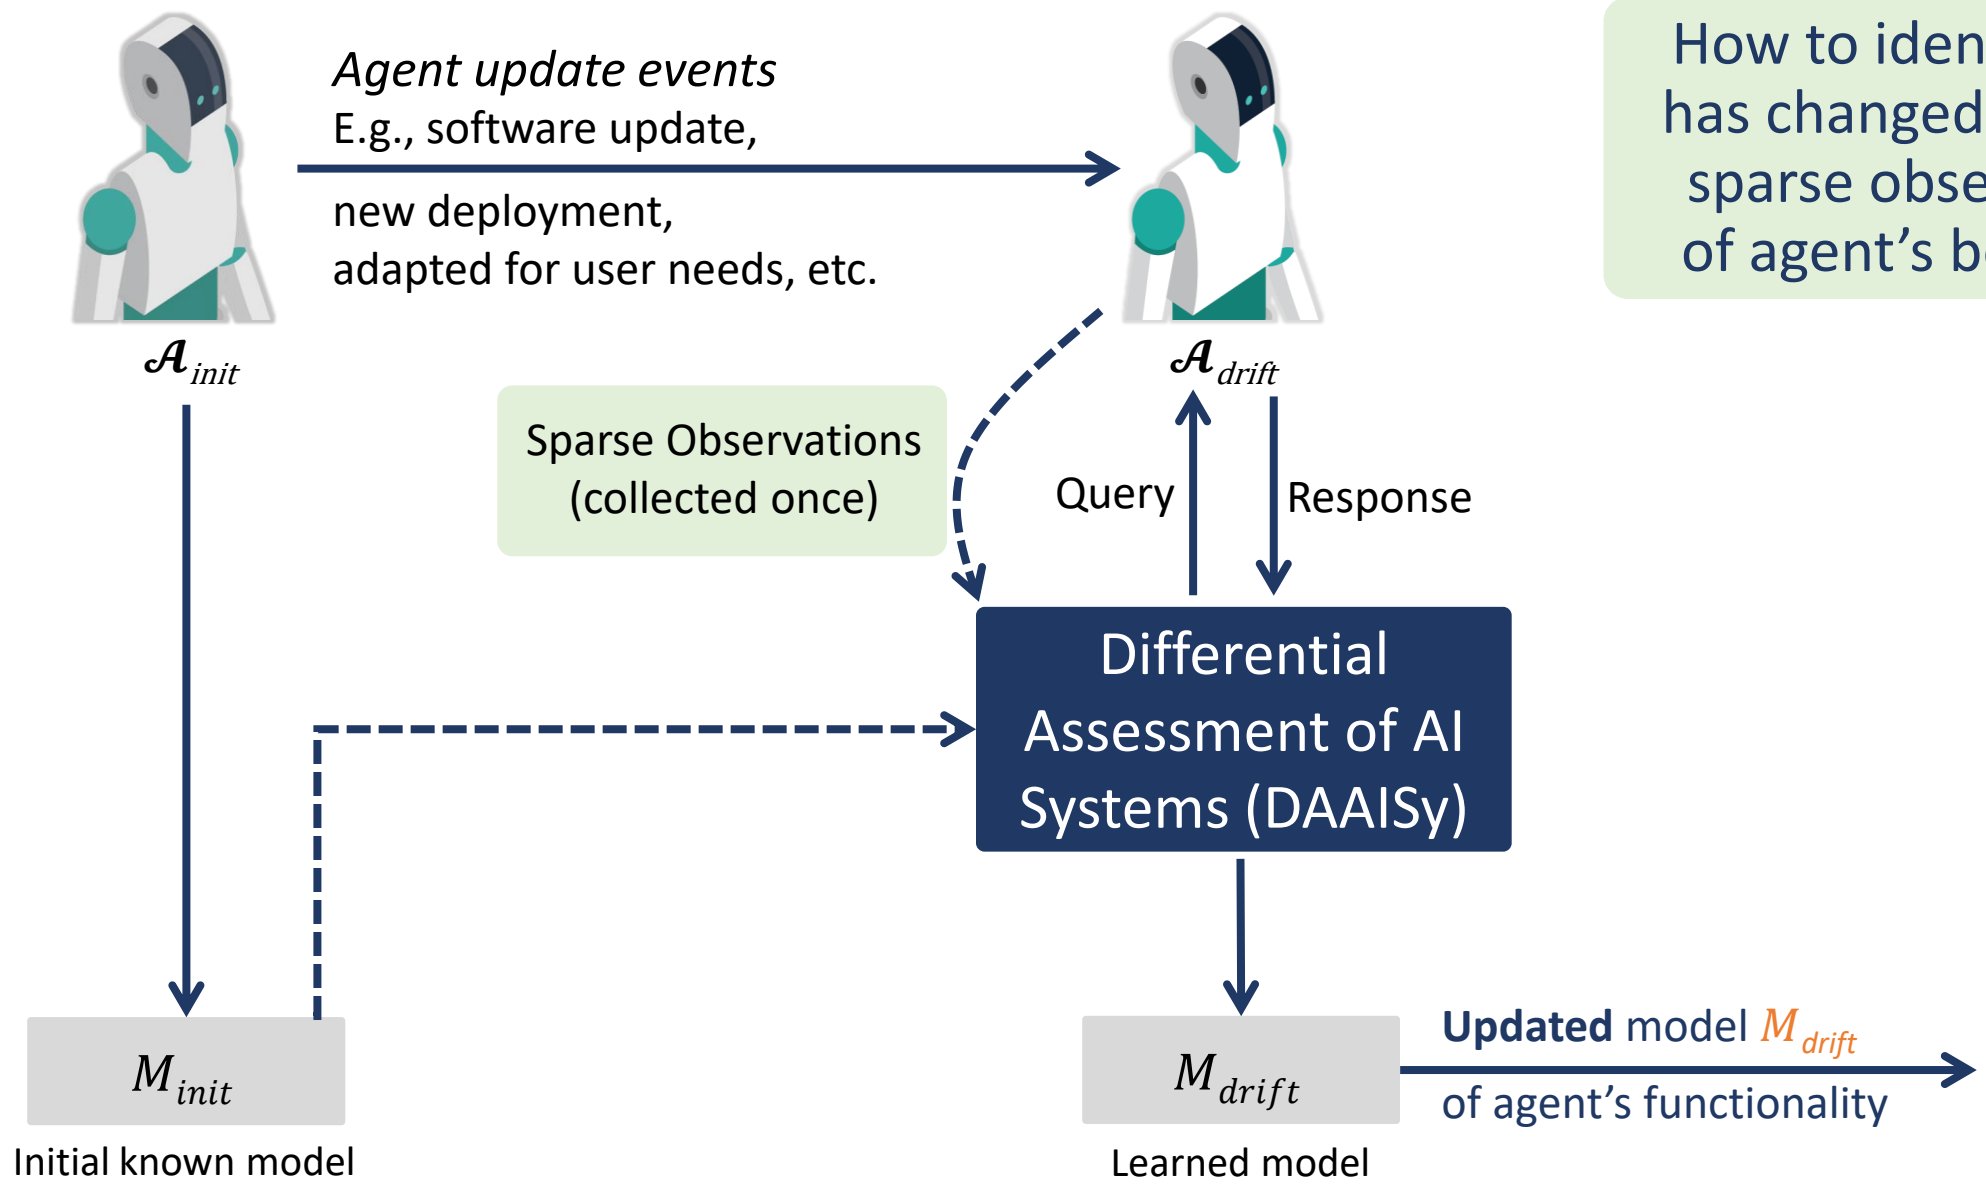 Agent update events
E.g., software update,
new deployment,
adapted for user needs, etc.
How to iden
has changed
sparse obse
of agent's
𝓐init
𝓐drift
Sparse Observations
(collected once)
Query
Response
Differential
Assessment of AI
Systems (DAAISy)
Minit
Initial known model
Mdrift
Learned model
Updated model Mdrift
of agent's functionality